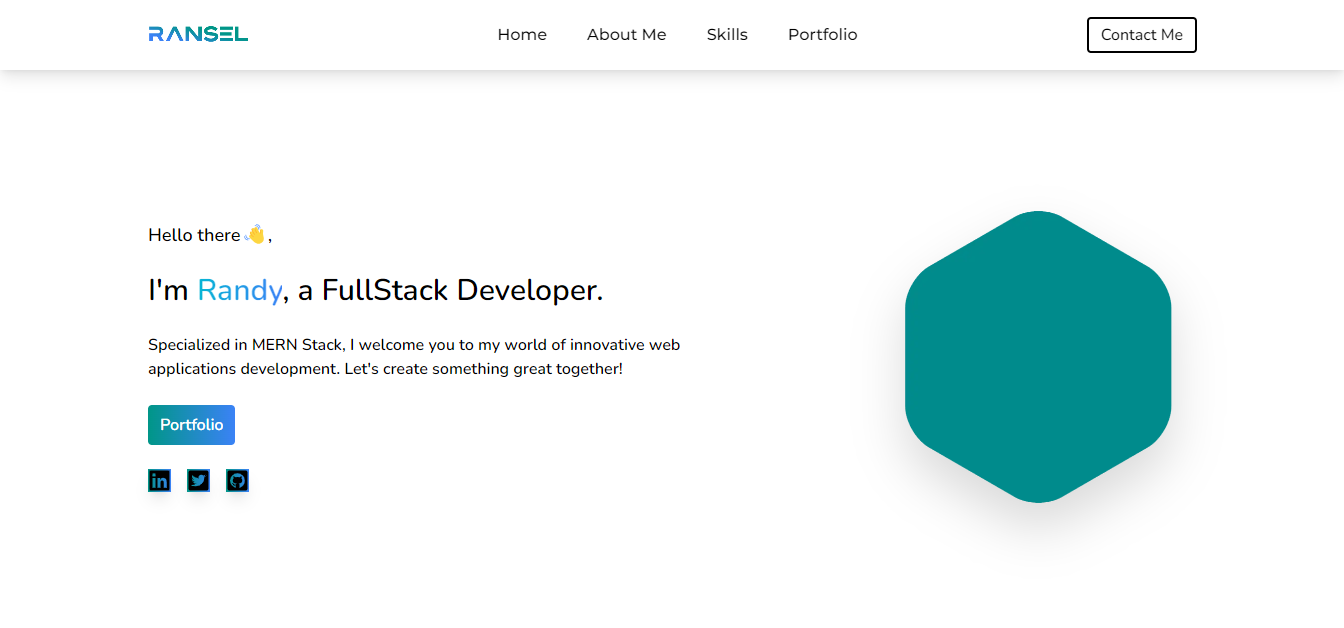 RANSEL
Home
About Me
Skills
Portfolio
Contact Me
Hello there 👋 ,
I'm Randy, a FullStack Developer.
Specialized in MERN Stack, I welcome you to my world of innovative web
applications development. Let's create something great together!
Portfolio
in